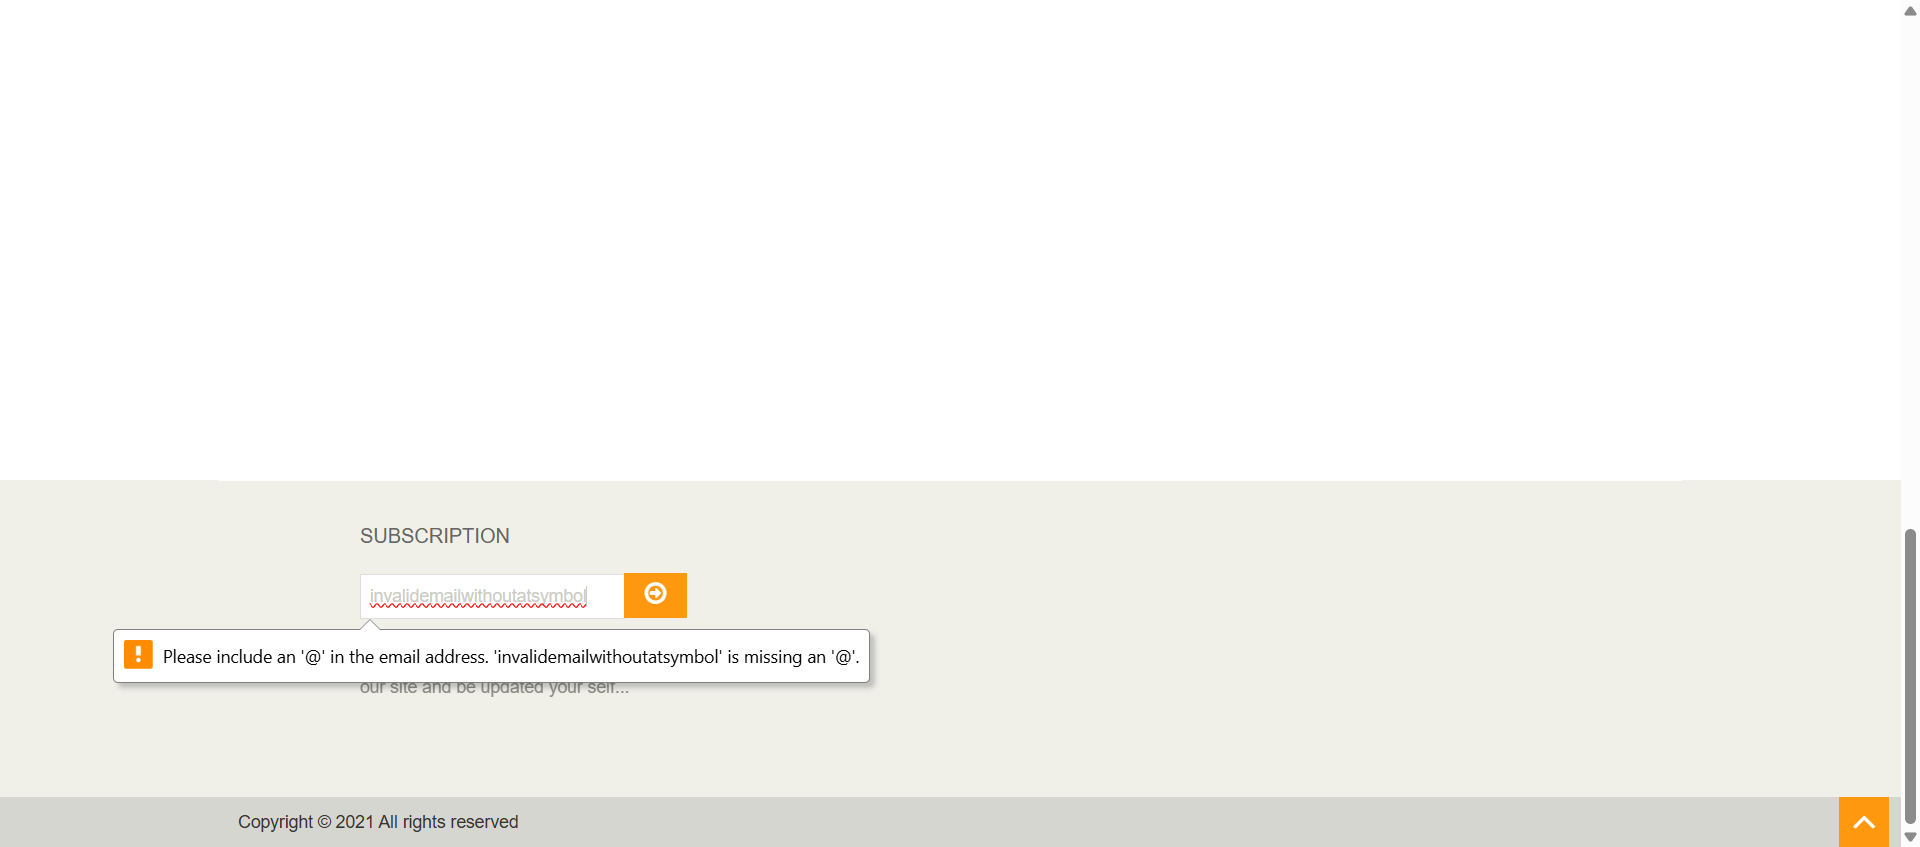 SUBSCRIPTION
invalidemailwithoutatsymbol
Please include an '@' in the email address. 'invalidemailwithoutatsymbol' is missing an '@'.
our site and be updated your self...
Copyright © 2021 All rights reserved